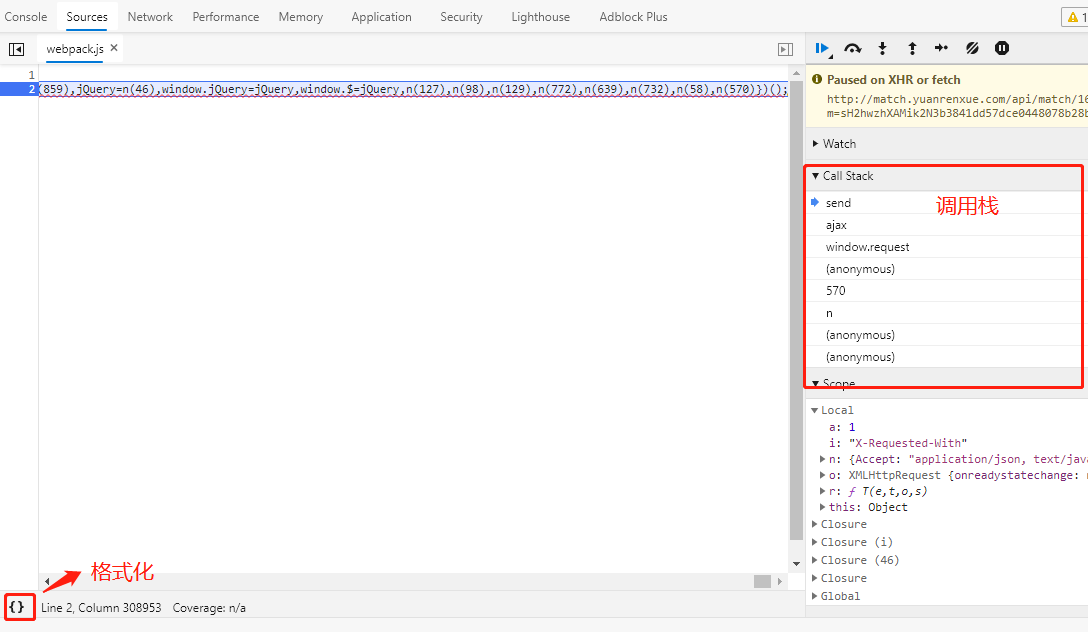 Console Sources Network Performance Memory Application Security Lighthouse Adblock Plus 1
webpack.js ×
1
2 (859),jQuery=n(46),window.jQuery=jQuery,window.$=jQuery,n(127),n(98),n(129),n(772),n(639),n(732),n(58),n(570)})();
格式化
{} Line 2, Column 308953 Coverage: n/a
Paused on XHR or fetch
http://match.yuanrenxue.com/api/match/16
m=sH2hwzhXAMik2N3b3841dd57dce0448078b28b
Watch
Call Stack
调用栈
send
ajax
window.request
(anonymous)
570
n
(anonymous)
(anonymous)
Scope
Local
a: 1
i: "X-Requested-With"
n: {Accept: "application/json, text/jav
o: XMLHttpRequest {onreadystatechange:
r: ƒ T(e,t,o,s)
this: Object
Closure
Closure (i)
Closure (46)
Closure
Global